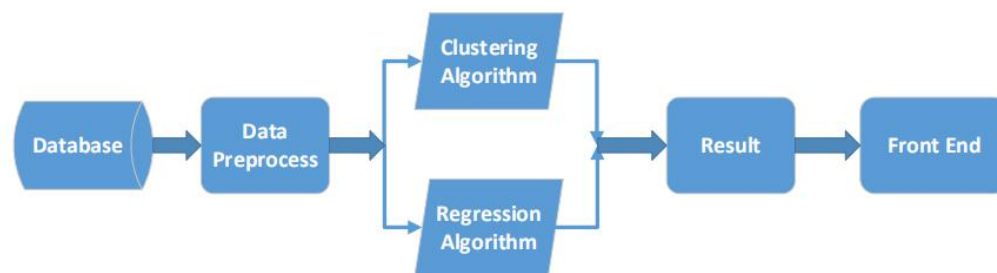 Clustering
Algorithm
Database
Data
Preprocess
Result
Front End
Regression
Algorithm